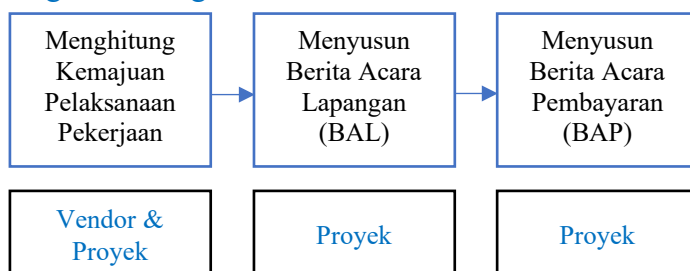 Menghitung
Kemajuan
Pelaksanaan
Pekerjaan
Menyusun
Berita Acara
Lapangan
(BAL)
Menyusun
Berita Acara
Pembayaran
(BAP)
Vendor &
Proyek
Proyek
Proyek